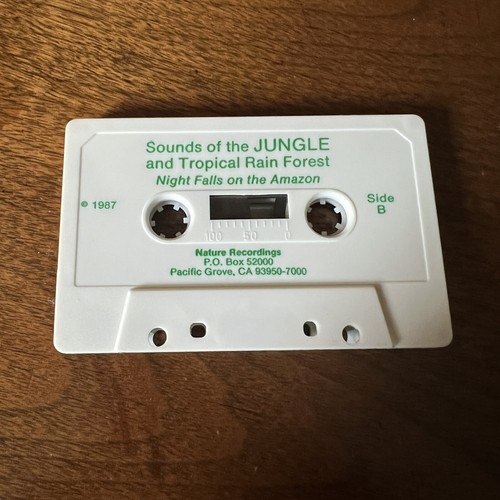 Sounds of the JUNGLE
and Tropical Rain Forest
Night Falls on the Amazon
© 1987
Side
B
100 50 0
Nature Recordings
P.O. Box 52000
Pacific Grove, CA 93950-7000